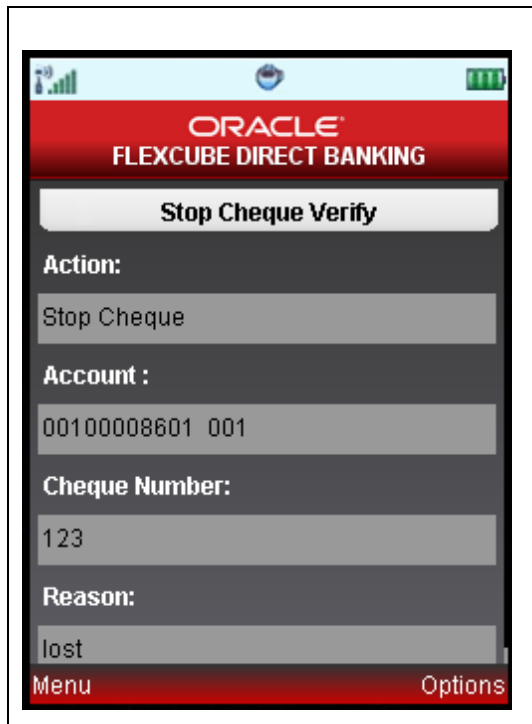 ORACLE
FLEXCUBE DIRECT BANKING
Stop Cheque Verify
Action:
Stop Cheque
Account :
00100008601 001
Cheque Number:
123
Reason:
lost
Menu Options